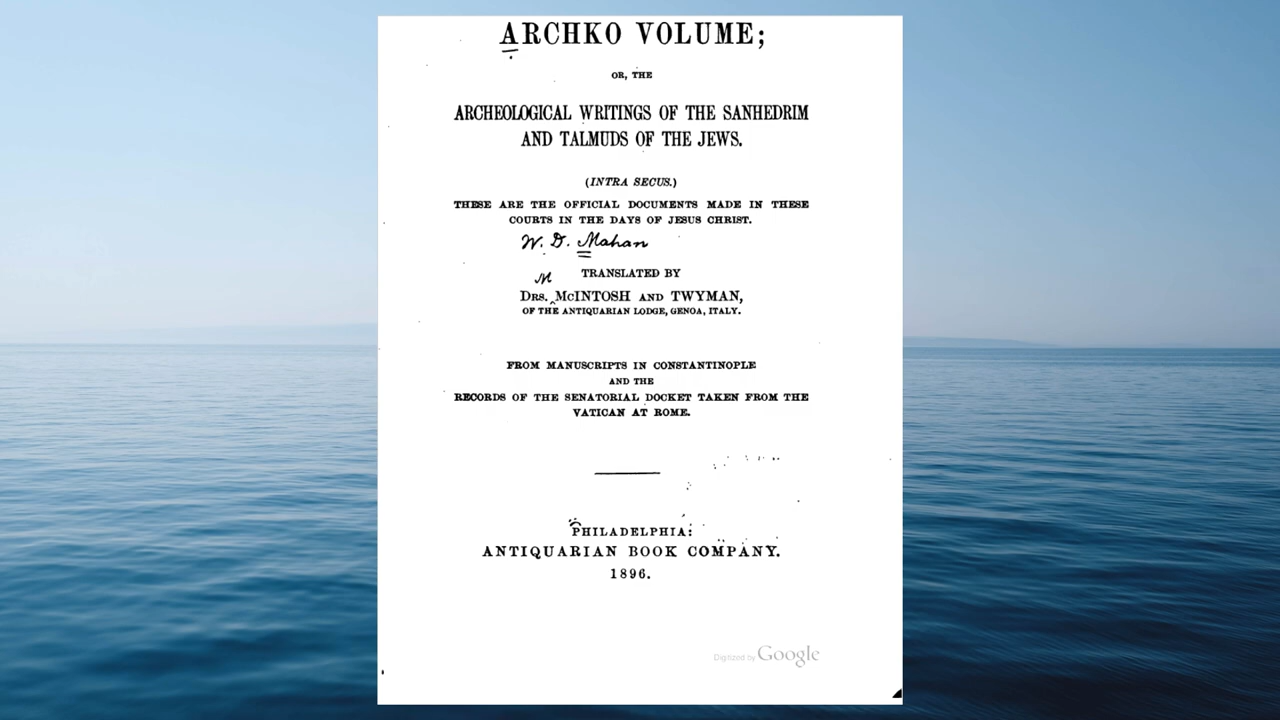 ARCHKO VOLUME;
OR, THE
ARCHEOLOGICAL WRITINGS OF THE SANHEDRIM
AND TALMUDS OF THE JEWS.
(INTRA SECUS.)
THESE ARE THE OFFICIAL DOCUMENTS MADE IN THESE
COURTS IN THE DAYS OF JESUS CHRIST.
W. D. Mahan
M
TRANSLATED BY
DRS. McINTOSH AND TWYMAN,
OF THE ANTIQUARIAN LODGE, GENOA, ITALY.
FROM MANUSCRIPTS IN CONSTANTINOPLE
AND THE
RECORDS OF THE SENATORIAL DOCKET TAKEN FROM THE
VATICAN AT ROME.
PHILADELPHIA:
ANTIQUARIAN BOOK COMPANY.
1896.
Digitized by Google